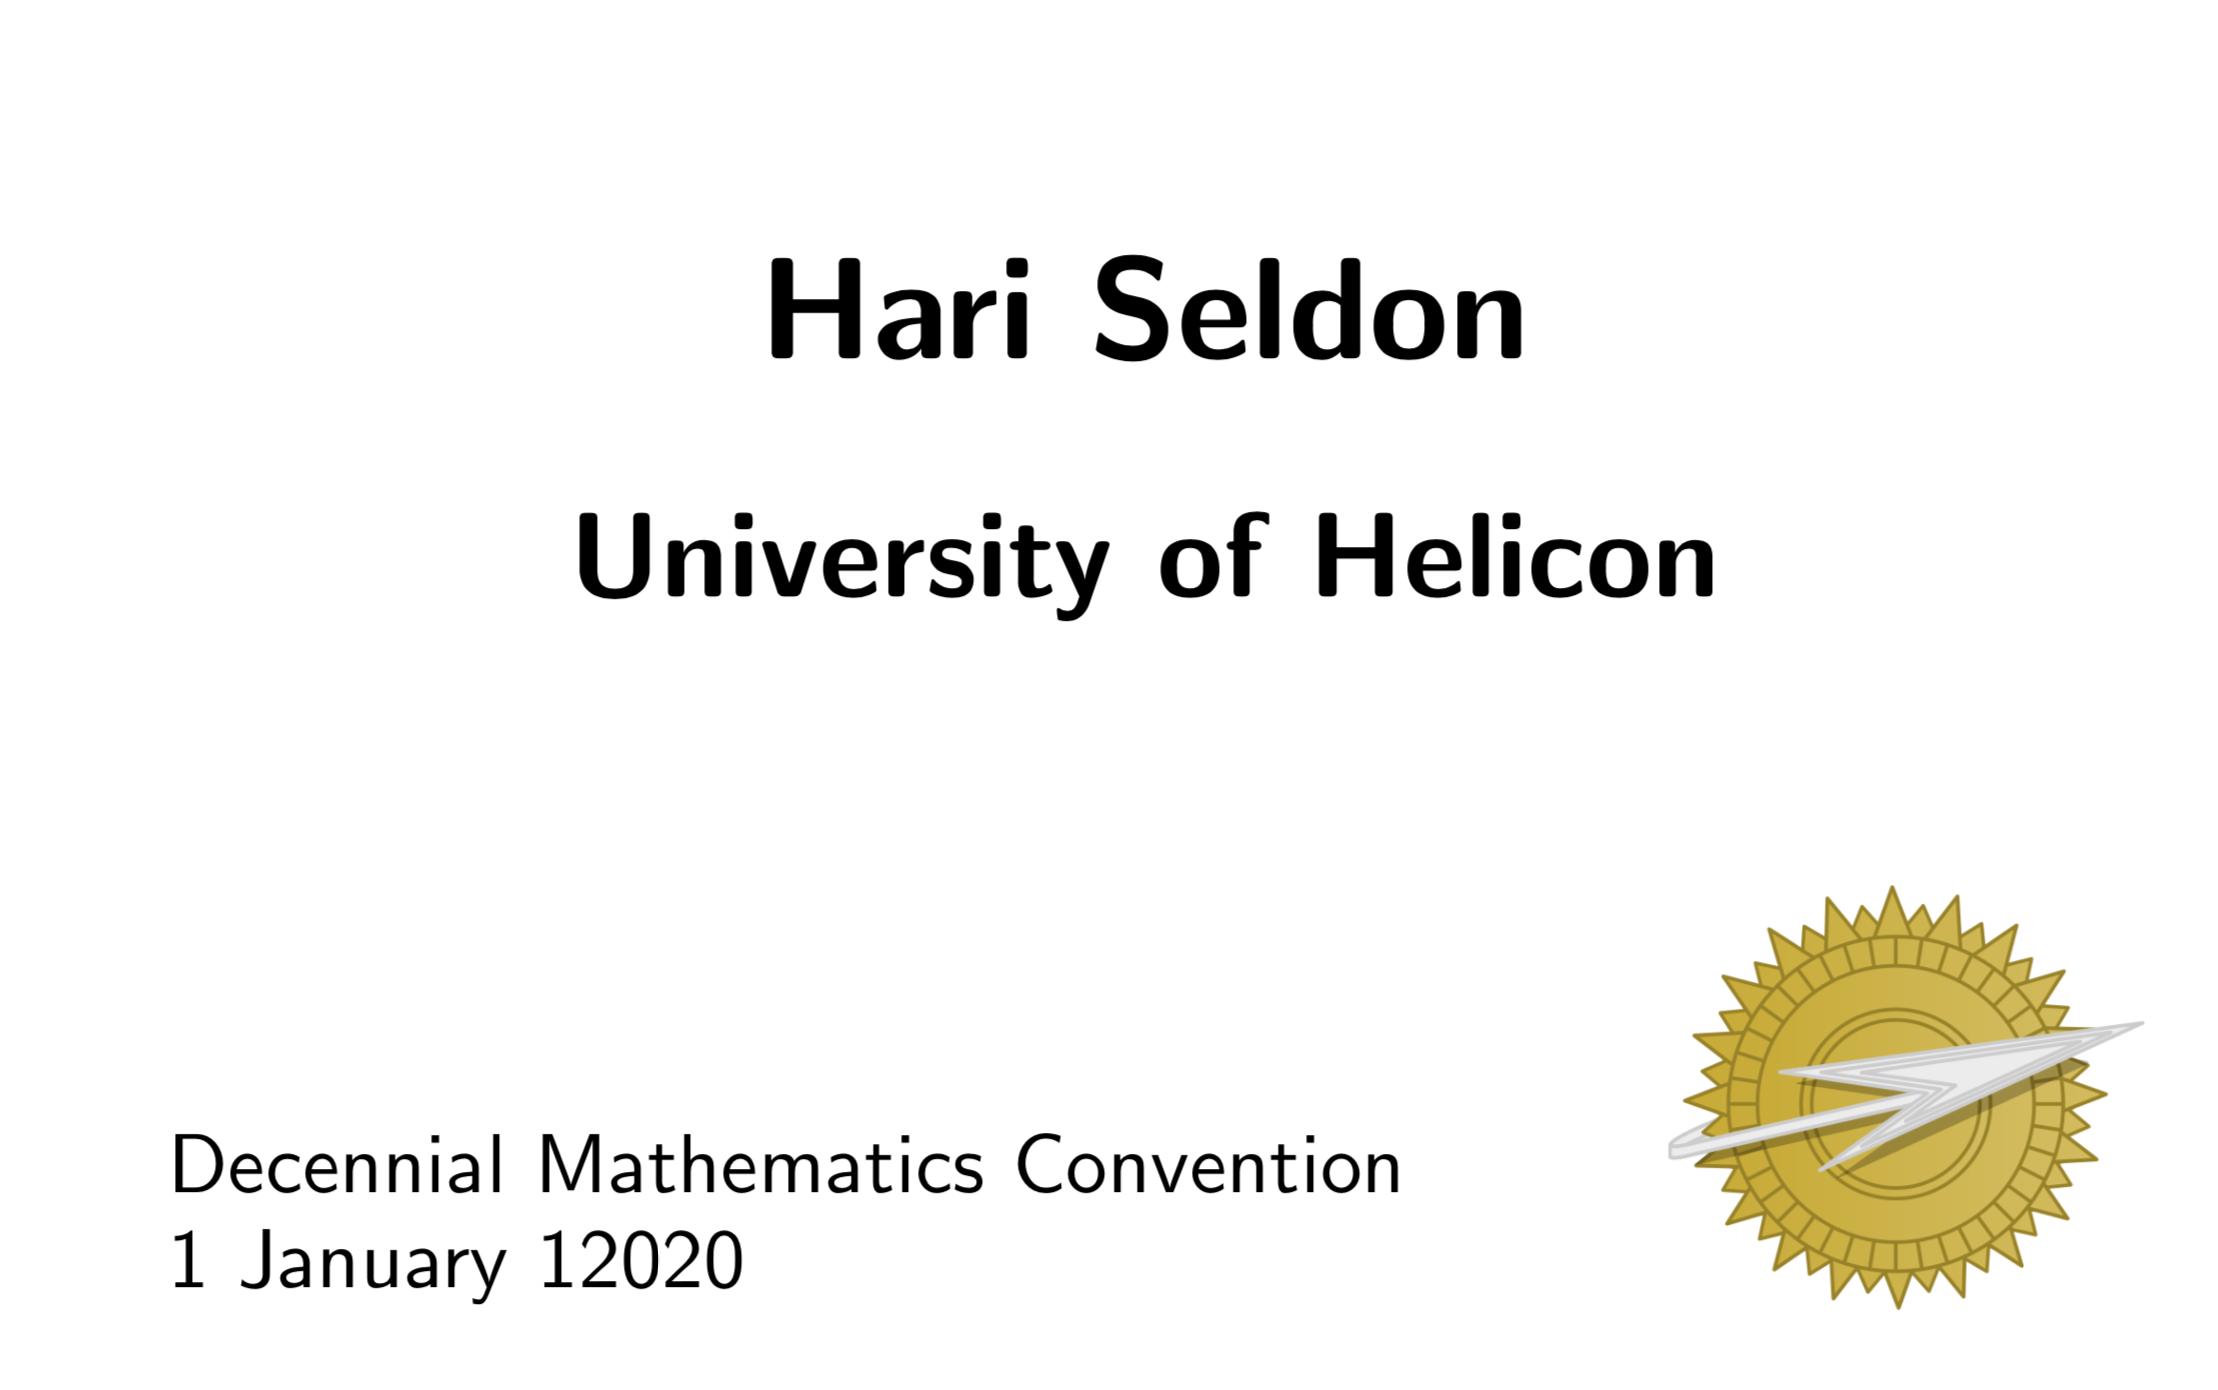 Hari Seldon
University of Helicon
Decennial Mathematics Convention
1 January 12020